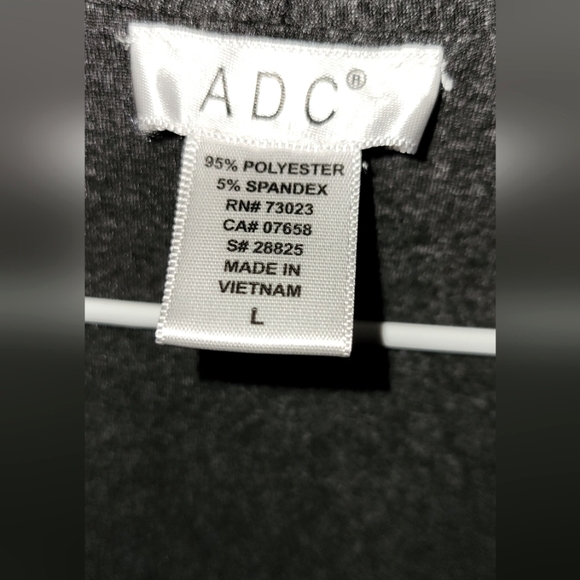 ADC®
95% POLYESTER
5% SPANDEX
RN# 73023
CA# 07658
S# 28825
MADE IN
VIETNAM
L